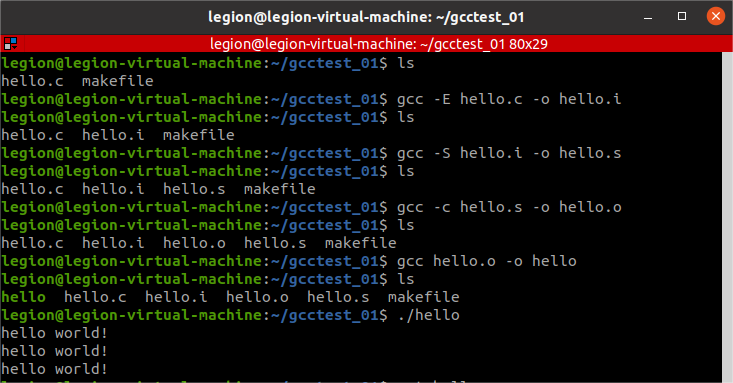 legion@legion-virtual-machine: ~/gcctest_01
legion@legion-virtual-machine: ~/gcctest_01 80x29
legion@legion-virtual-machine:~/gcctest_01$ ls
hello.c  makefile
legion@legion-virtual-machine:~/gcctest_01$ gcc -E hello.c -o hello.i
legion@legion-virtual-machine:~/gcctest_01$ ls
hello.c  hello.i  makefile
legion@legion-virtual-machine:~/gcctest_01$ gcc -S hello.i -o hello.s
legion@legion-virtual-machine:~/gcctest_01$ ls
hello.c  hello.i  hello.s  makefile
legion@legion-virtual-machine:~/gcctest_01$ gcc -c hello.s -o hello.o
legion@legion-virtual-machine:~/gcctest_01$ ls
hello.c  hello.i  hello.o  hello.s  makefile
legion@legion-virtual-machine:~/gcctest_01$ gcc hello.o -o hello
legion@legion-virtual-machine:~/gcctest_01$ ls
hello  hello.c  hello.i  hello.o  hello.s  makefile
legion@legion-virtual-machine:~/gcctest_01$ ./hello
hello world!
hello world!
hello world!